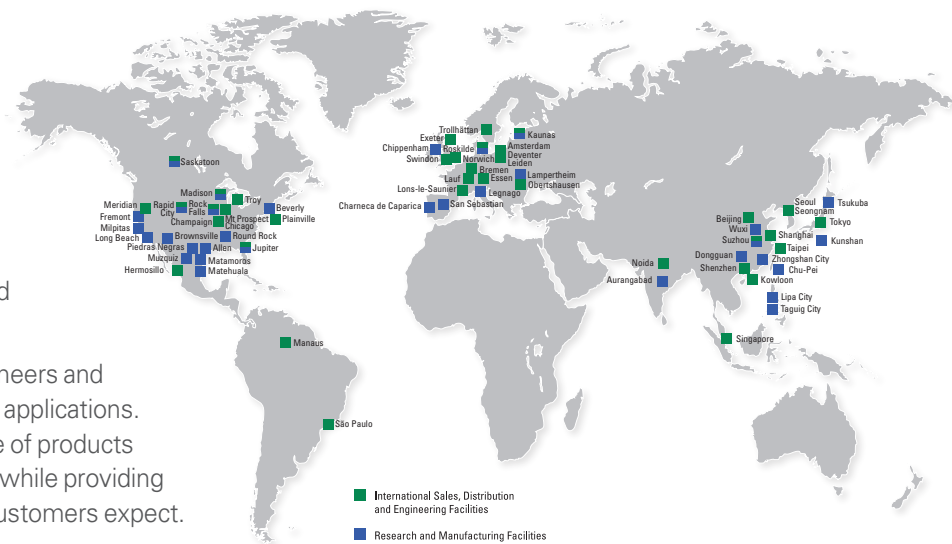 Trollhättan
Exeter
Kaunas
Chippenham
Roskilde
Amsterdam
Swindon
Norwich
Deventer
Leiden
Bremen
Lauf
Essen
Lampertheim
Obertshausen
Lons-le-Saunier
Legnago
Charneca de Caparica
San Sebastian
Saskatoon
Madison
Troy
Meridian
Rapid
City
Rock
Falls
Beverly
Fremont
Mt Prospect
Plainville
Champaign
Chicago
Milpitas
Long Beach
Brownsville
Round Rock
Piedras Negras
Allen
Jupiter
Muzquiz
Matamoros
Hermosillo
Matehuala
Manaus
São Paulo
Seoul
Seongnam
Tsukuba
Beijing
Tokyo
Wuxi
Shanghai
Suzhou
Kunshan
Taipei
Dongguan
Zhongshan City
Noida
Shenzhen
Chu-Pei
Aurangabad
Kowloon
Lipa City
Taguig City
Singapore
d
neers and
applications.
e of products
while providing
ustomers expect.
International Sales, Distribution
and Engineering Facilities
Research and Manufacturing Facilities